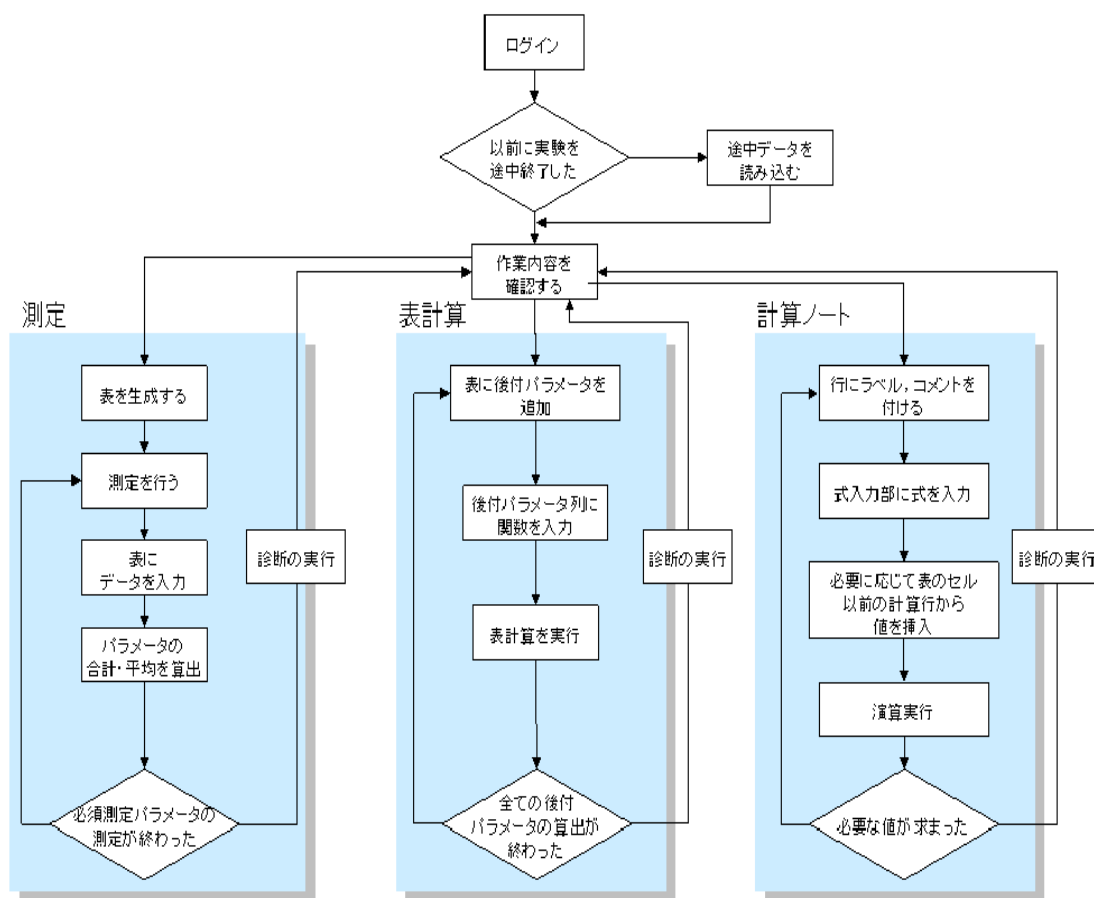 ログイン
以前に実験を
途中終了した
途中データを
読み込む
作業内容を
確認する
測定
表を生成する
測定を行う
表に
データを入力
パラメータの
合計・平均を算出
必須測定パラメータの
測定が終わった
診断の実行
表計算
表に後付パラメータを
追加
後付パラメータ列に
関数を入力
表計算を実行
全ての後付
パラメータの算出が
終わった
診断の実行
計算ノート
行にラベル,コメントを
付ける
式入力部に式を入力
必要に応じて表のセル
以前の計算行から
値を挿入
演算実行
必要な値が求まった
診断の実行